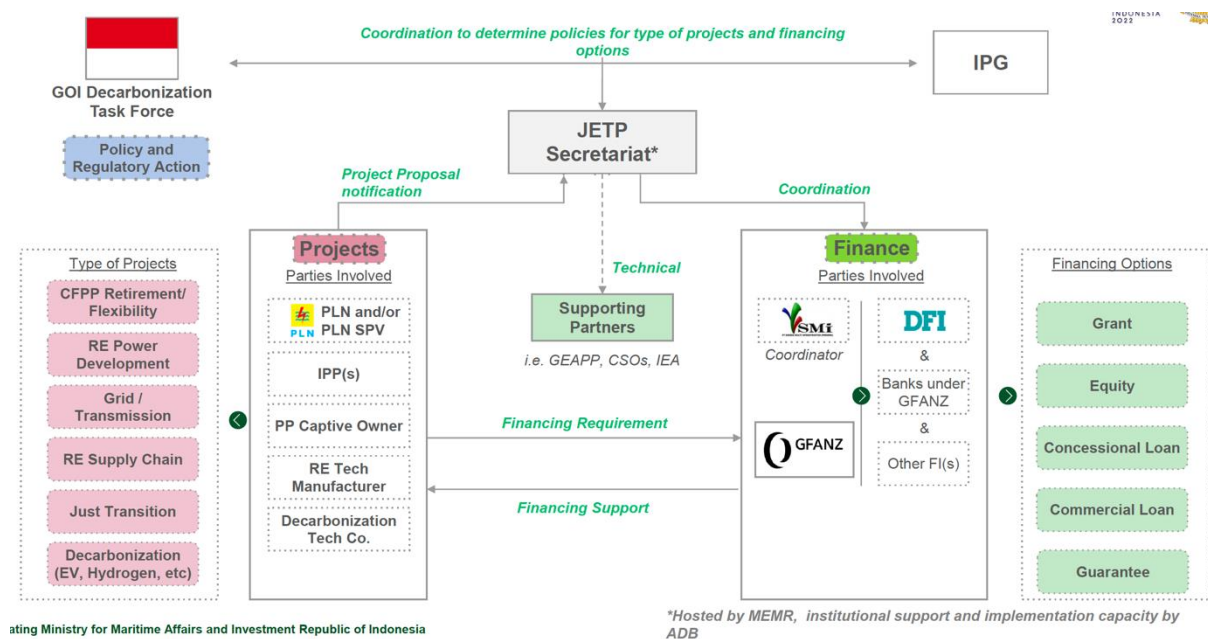 INDONESIA
2022
Coordination to determine policies for type of projects and financing
options
GOI Decarbonization
Task Force
IPG
Policy and
Regulatory Action
JETP
Secretariat*
Project Proposal
notification
Coordination
Technical
Type of Projects
CFPP Retirement/
Flexibility
RE Power
Development
Grid /
Transmission
RE Supply Chain
Just Transition
Decarbonization
(EV, Hydrogen, etc)
Projects
Parties Involved
PLN
PLN and/or
PLN SPV
IPP(s)
PP Captive Owner
RE Tech
Manufacturer
Decarbonization
Tech Co.
Supporting
Partners
i.e. GEAPP, CSOs, IEA
Financing Requirement
Financing Support
Finance
Parties Involved
SMi
Coordinator
GFANZ
DFI
&
Banks under
GFANZ
&
Other FI(s)
Financing Options
Grant
Equity
Concessional Loan
Commercial Loan
Guarantee
ating Ministry for Maritime Affairs and Investment Republic of Indonesia
*Hosted by MEMR, institutional support and implementation capacity by
ADB